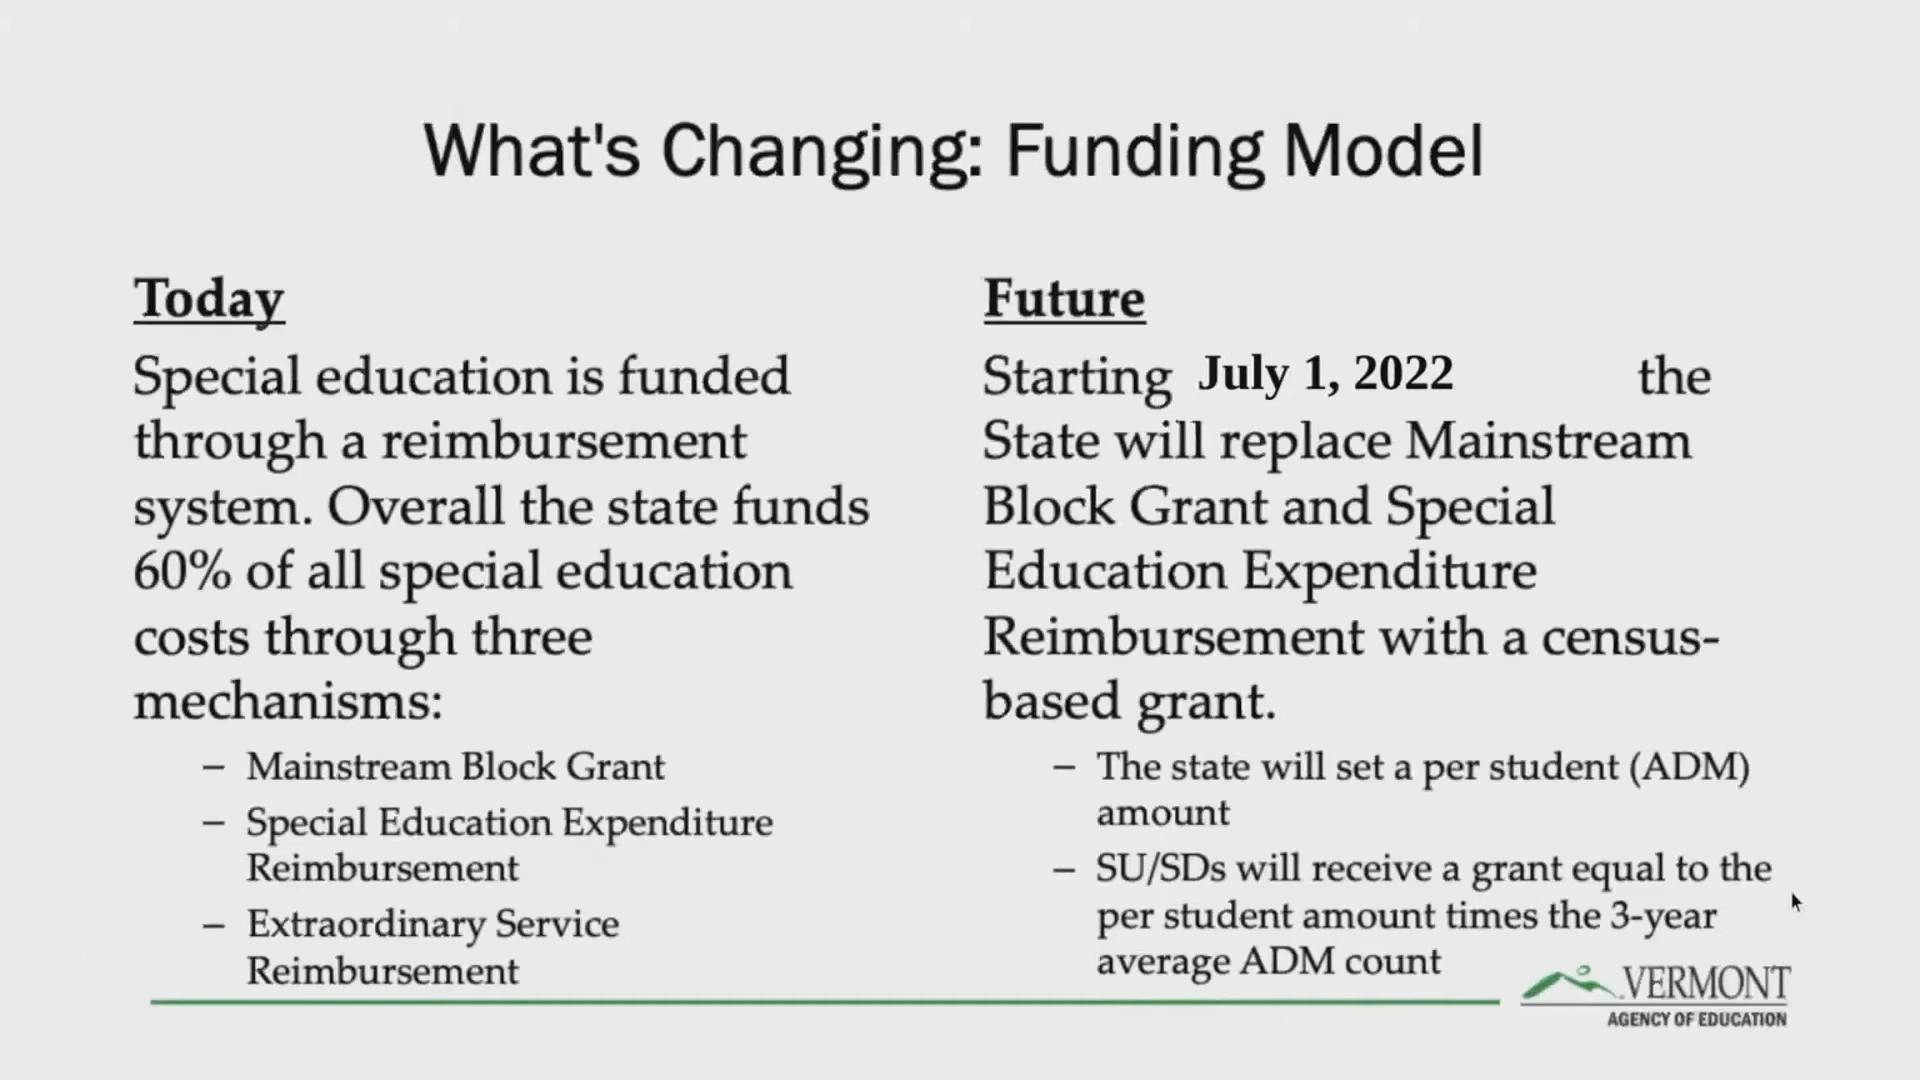 What's Changing: Funding Model
Today
Special education is funded
through a reimbursement
system. Overall the state funds
60% of all special education
costs through three
mechanisms:
– Mainstream Block Grant
– Special Education Expenditure
Reimbursement
– Extraordinary Service
Reimbursement
Future
Starting July 1, 2022 the
State will replace Mainstream
Block Grant and Special
Education Expenditure
Reimbursement with a census-
based grant.
– The state will set a per student (ADM)
amount
– SU/SDs will receive a grant equal to the
per student amount times the 3-year
average ADM count
VERMONT
AGENCY OF EDUCATION